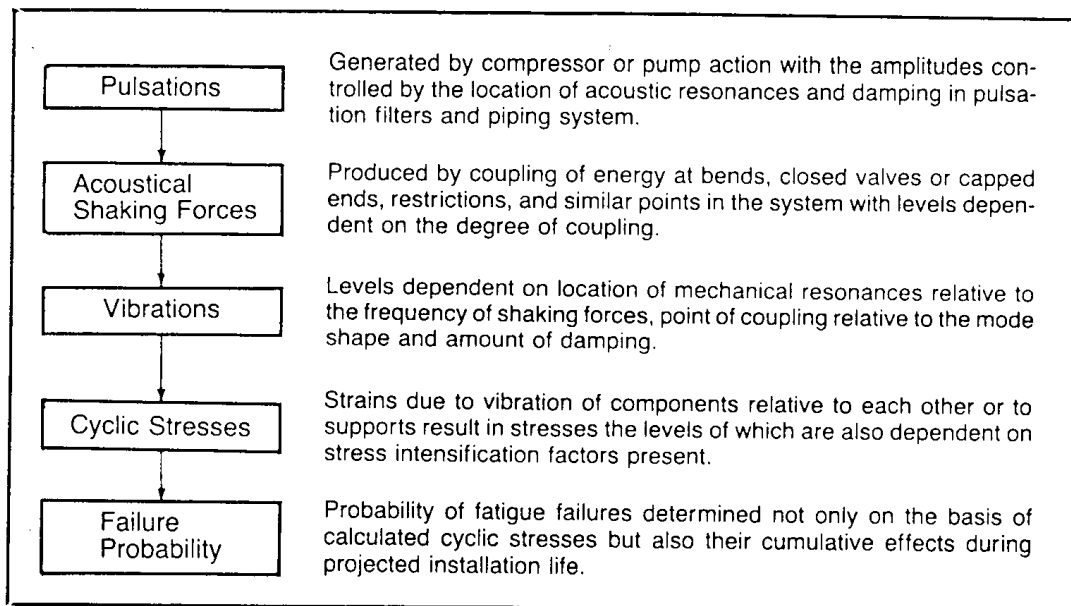 Pulsations
Generated by compressor or pump action with the amplitudes con-
trolled by the location of acoustic resonances and damping in pulsa-
tion filters and piping system.
Acoustical
Shaking Forces
Produced by coupling of energy at bends, closed valves or capped
ends, restrictions, and similar points in the system with levels depen-
dent on the degree of coupling.
Vibrations
Levels dependent on location of mechanical resonances relative to
the frequency of shaking forces, point of coupling relative to the mode
shape and amount of damping.
Cyclic Stresses
Strains due to vibration of components relative to each other or to
supports result in stresses the levels of which are also dependent on
stress intensification factors present.
Failure
Probability
Probability of fatigue failures determined not only on the basis of
calculated cyclic stresses but also their cumulative effects during
projected installation life.